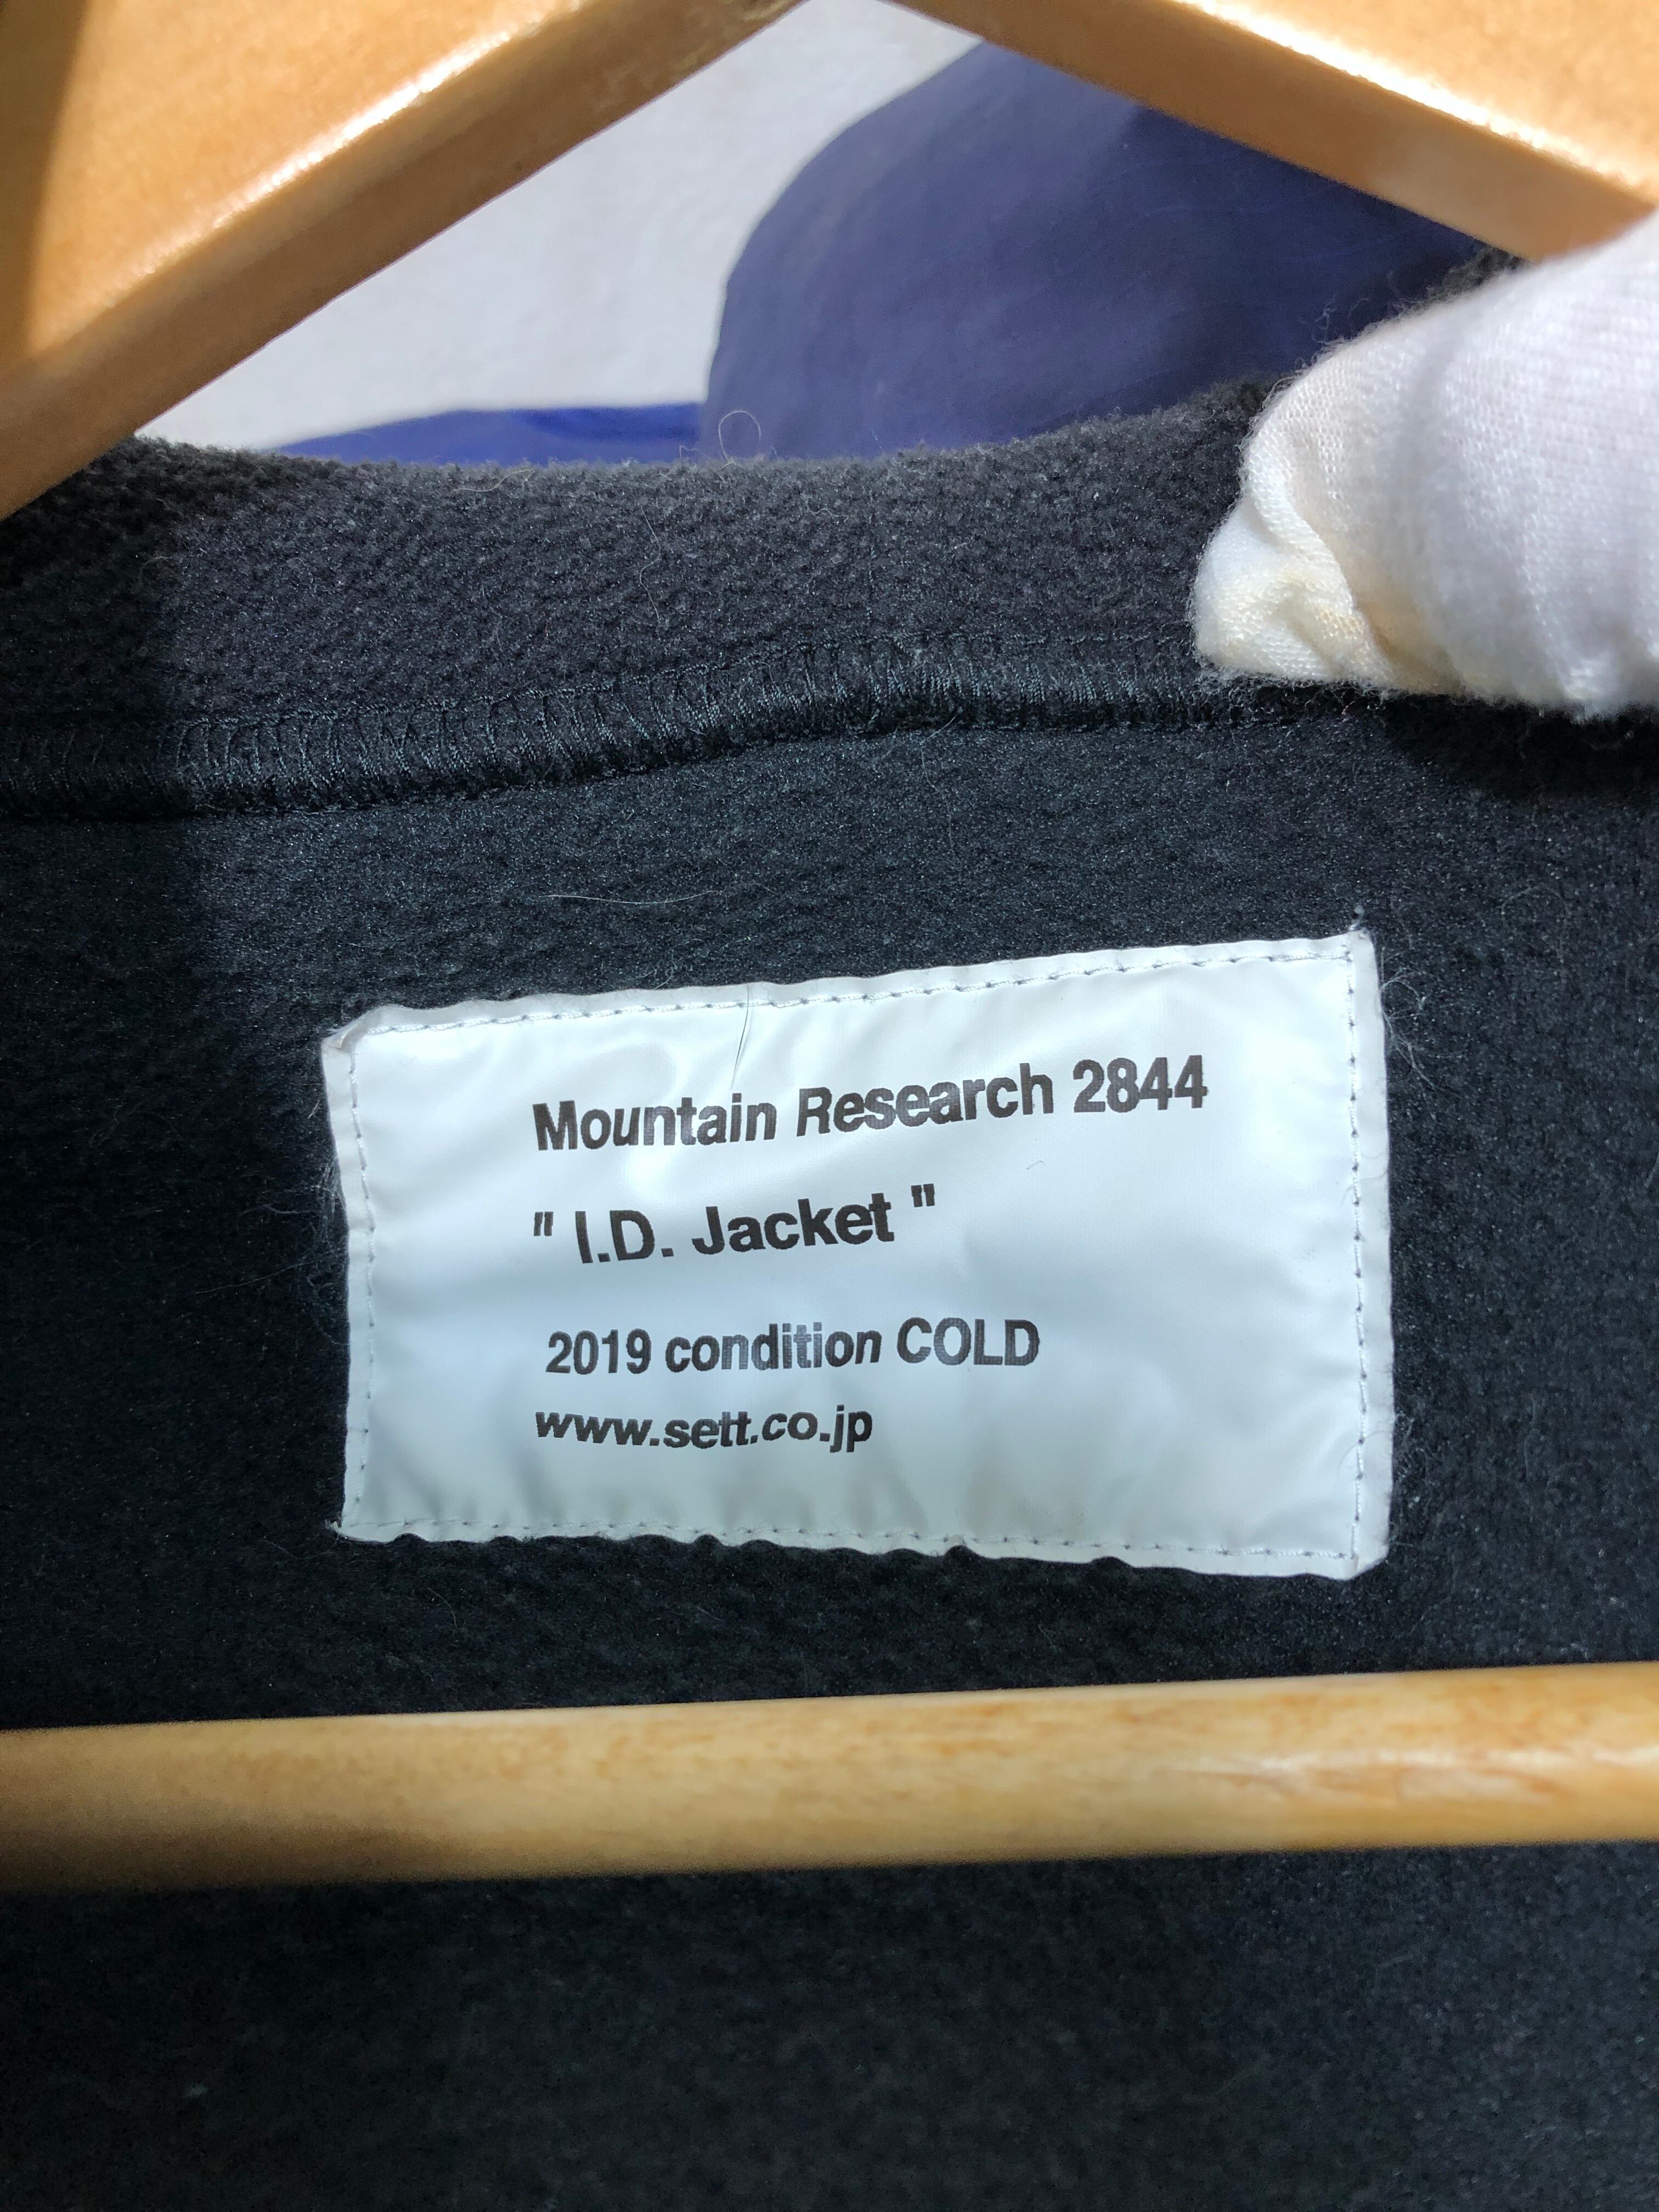 Mountain Research 2844
" I.D. Jacket "
2019 condition COLD
www.sett.co.jp